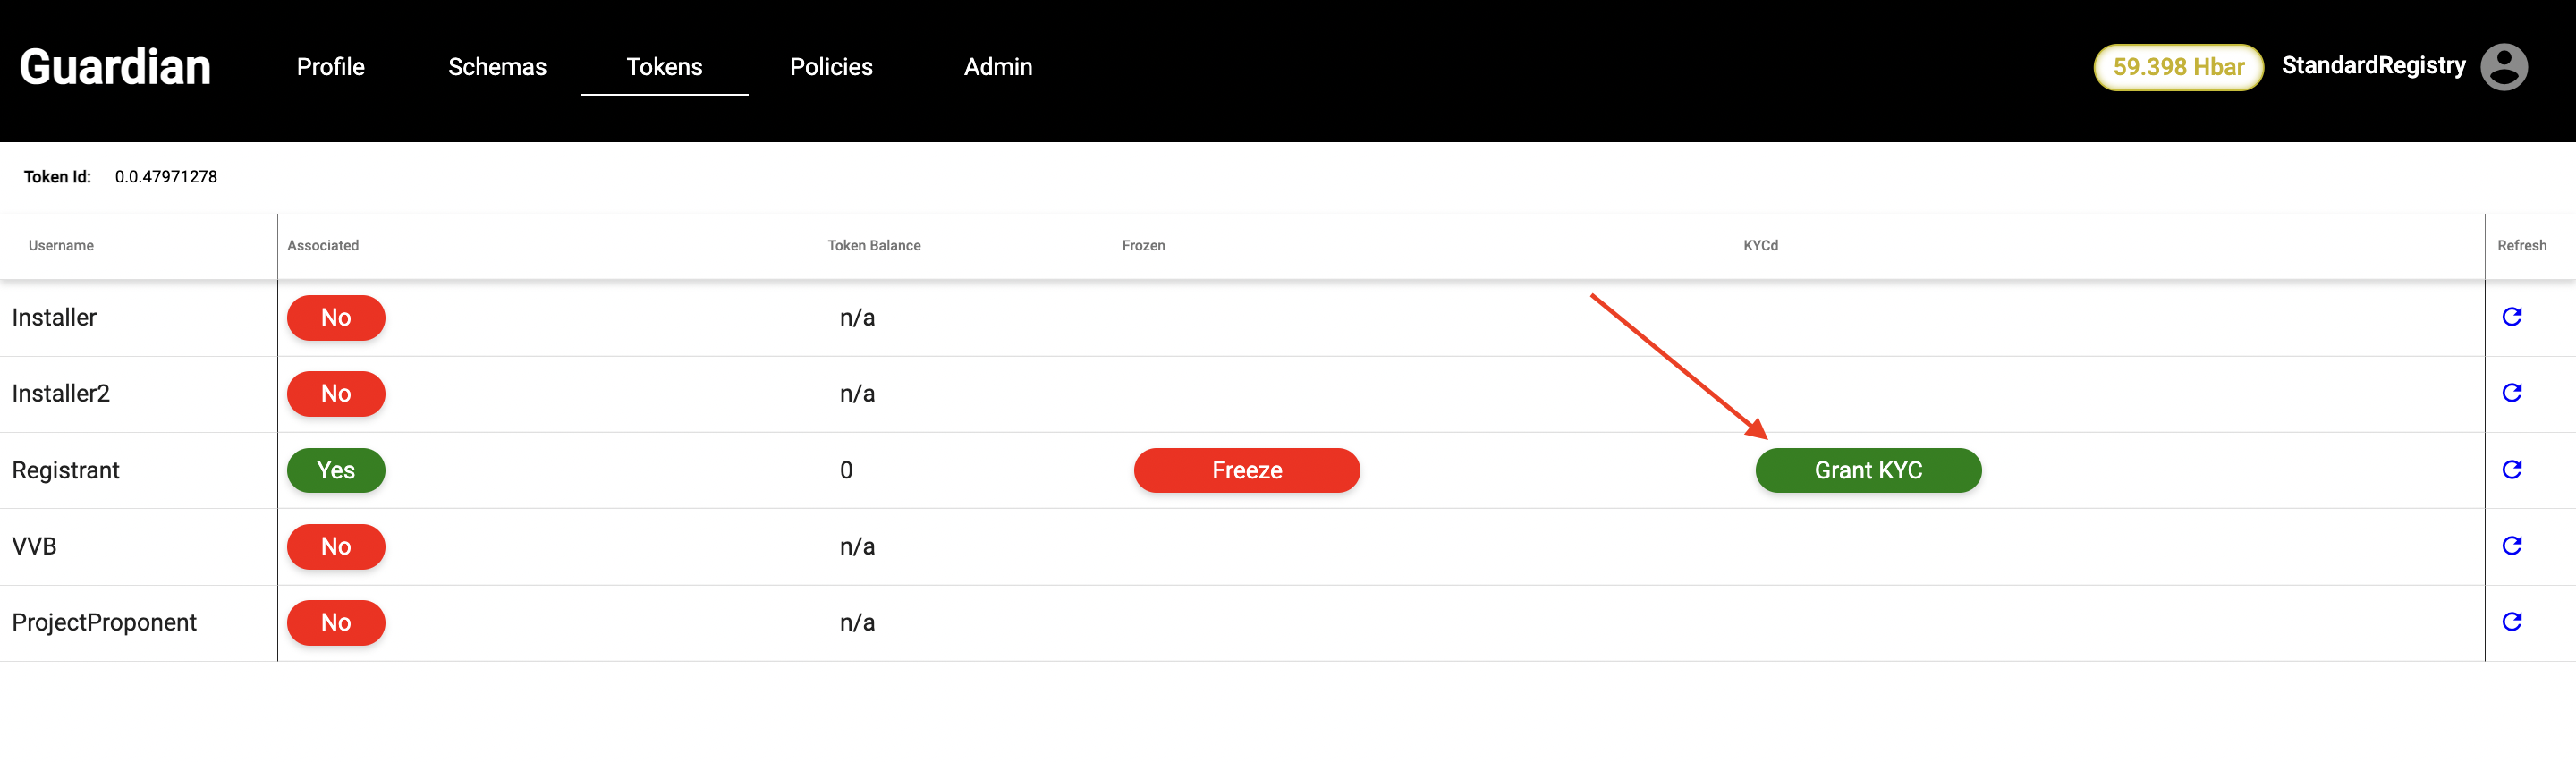 Guardian Profile Schemas Tokens Policies Admin 59.398 Hbar StandardRegistry
Token Id: 0.0.47971278
Username Associated Token Balance Frozen KYCd Refresh
Installer No n/a
Installer2 No n/a
Registrant Yes 0 Freeze Grant KYC
VVB No n/a
ProjectProponent No n/a